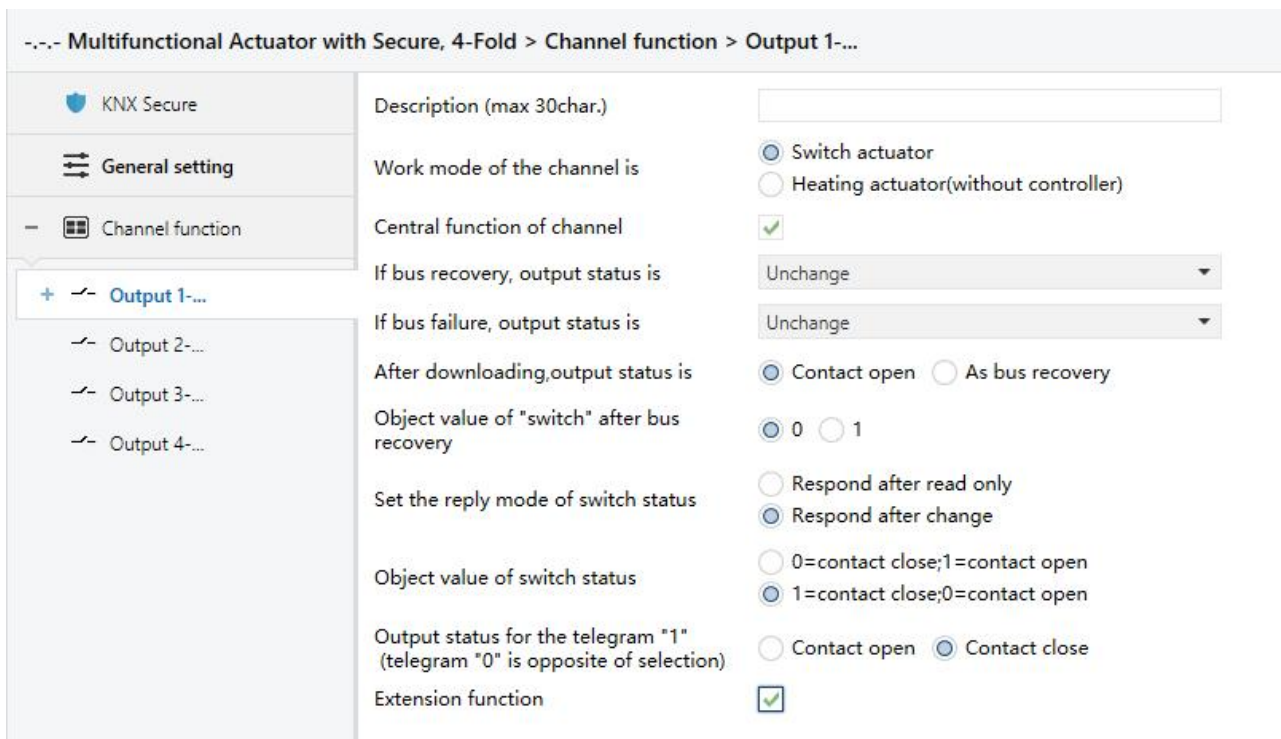 -.-.- Multifunctional Actuator with Secure, 4-Fold > Channel function > Output 1-...
KNX Secure
General setting
Channel function
Output 1-...
Output 2-...
Output 3-...
Output 4-...
Description (max 30char.)
Work mode of the channel is
Switch actuator
Heating actuator(without controller)
Central function of channel
If bus recovery, output status is
Unchange
If bus failure, output status is
Unchange
After downloading,output status is
Contact open
As bus recovery
Object value of "switch" after bus
recovery
0
1
Set the reply mode of switch status
Respond after read only
Respond after change
Object value of switch status
0=contact close;1=contact open
1=contact close;0=contact open
Output status for the telegram "1"
(telegram "0" is opposite of selection)
Contact open
Contact close
Extension function